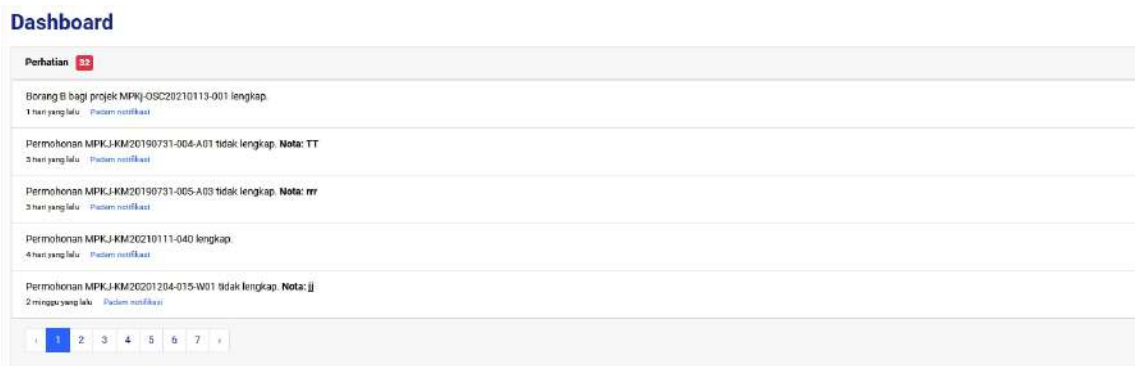 Dashboard
Perhatian 32
Borang B bagi projek MPKj-OSC20210113-001 lengkap.
1 hari yang lalu Padam notifikasi
Permohonan MPKJ-KM20190731-004-A01 tidak lengkap. Nota: TT
3 hari yang lalu Padam notifikasi
Permohonan MPKJ-KM20190731-005-A03 tidak lengkap. Nota: rrr
3 hari yang lalu Padam notifikasi
Permohonan MPKJ-KM20210111-040 lengkap.
4 hari yang lalu Padam notifikasi
Permohonan MPKJ-KM20201204-015-W01 tidak lengkap. Nota: jj
2 minggu yang lalu Padam notifikasi
‹ 1 2 3 4 5 6 7 ›